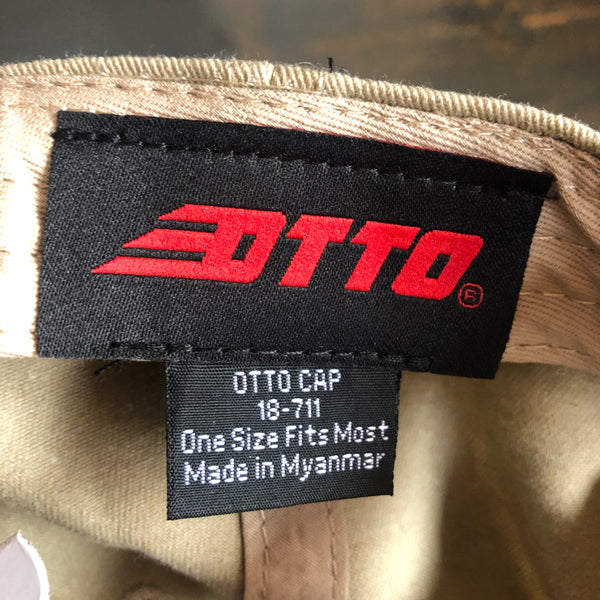 OTTO®
OTTO CAP
18-711
One Size Fits Most
Made in Myanmar